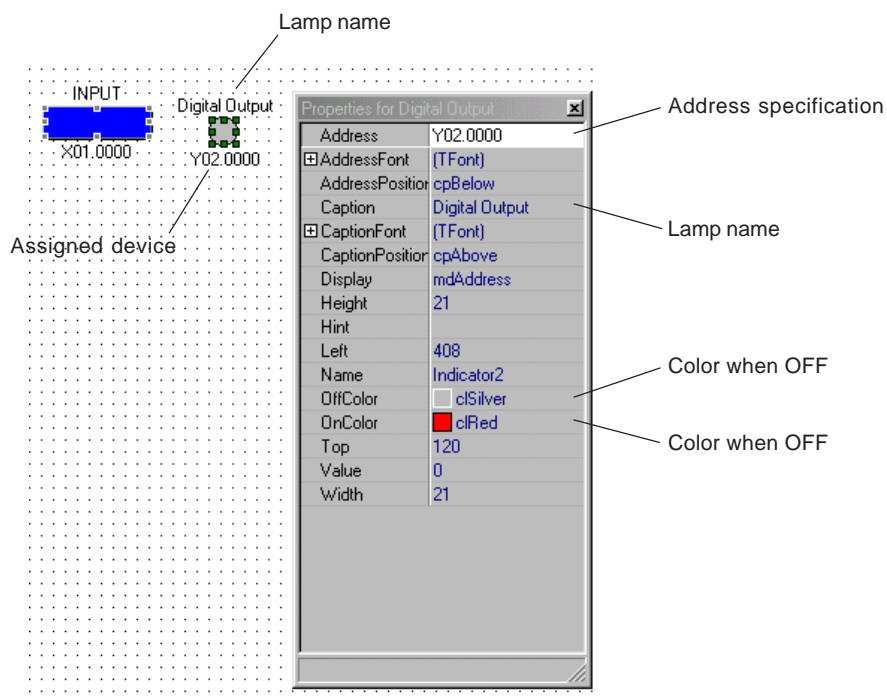 Lamp name
INPUT
X01.0000
Digital Output
Y02.0000
Assigned device
Properties for Digital Output
Address Y02.0000
AddressFont (TFont)
AddressPosition cpBelow
Caption Digital Output
CaptionFont (TFont)
CaptionPosition cpAbove
Display mdAddress
Height 21
Hint
Left 408
Name Indicator2
OffColor clSilver
OnColor clRed
Top 120
Value 0
Width 21
Address specification
Lamp name
Color when OFF
Color when OFF